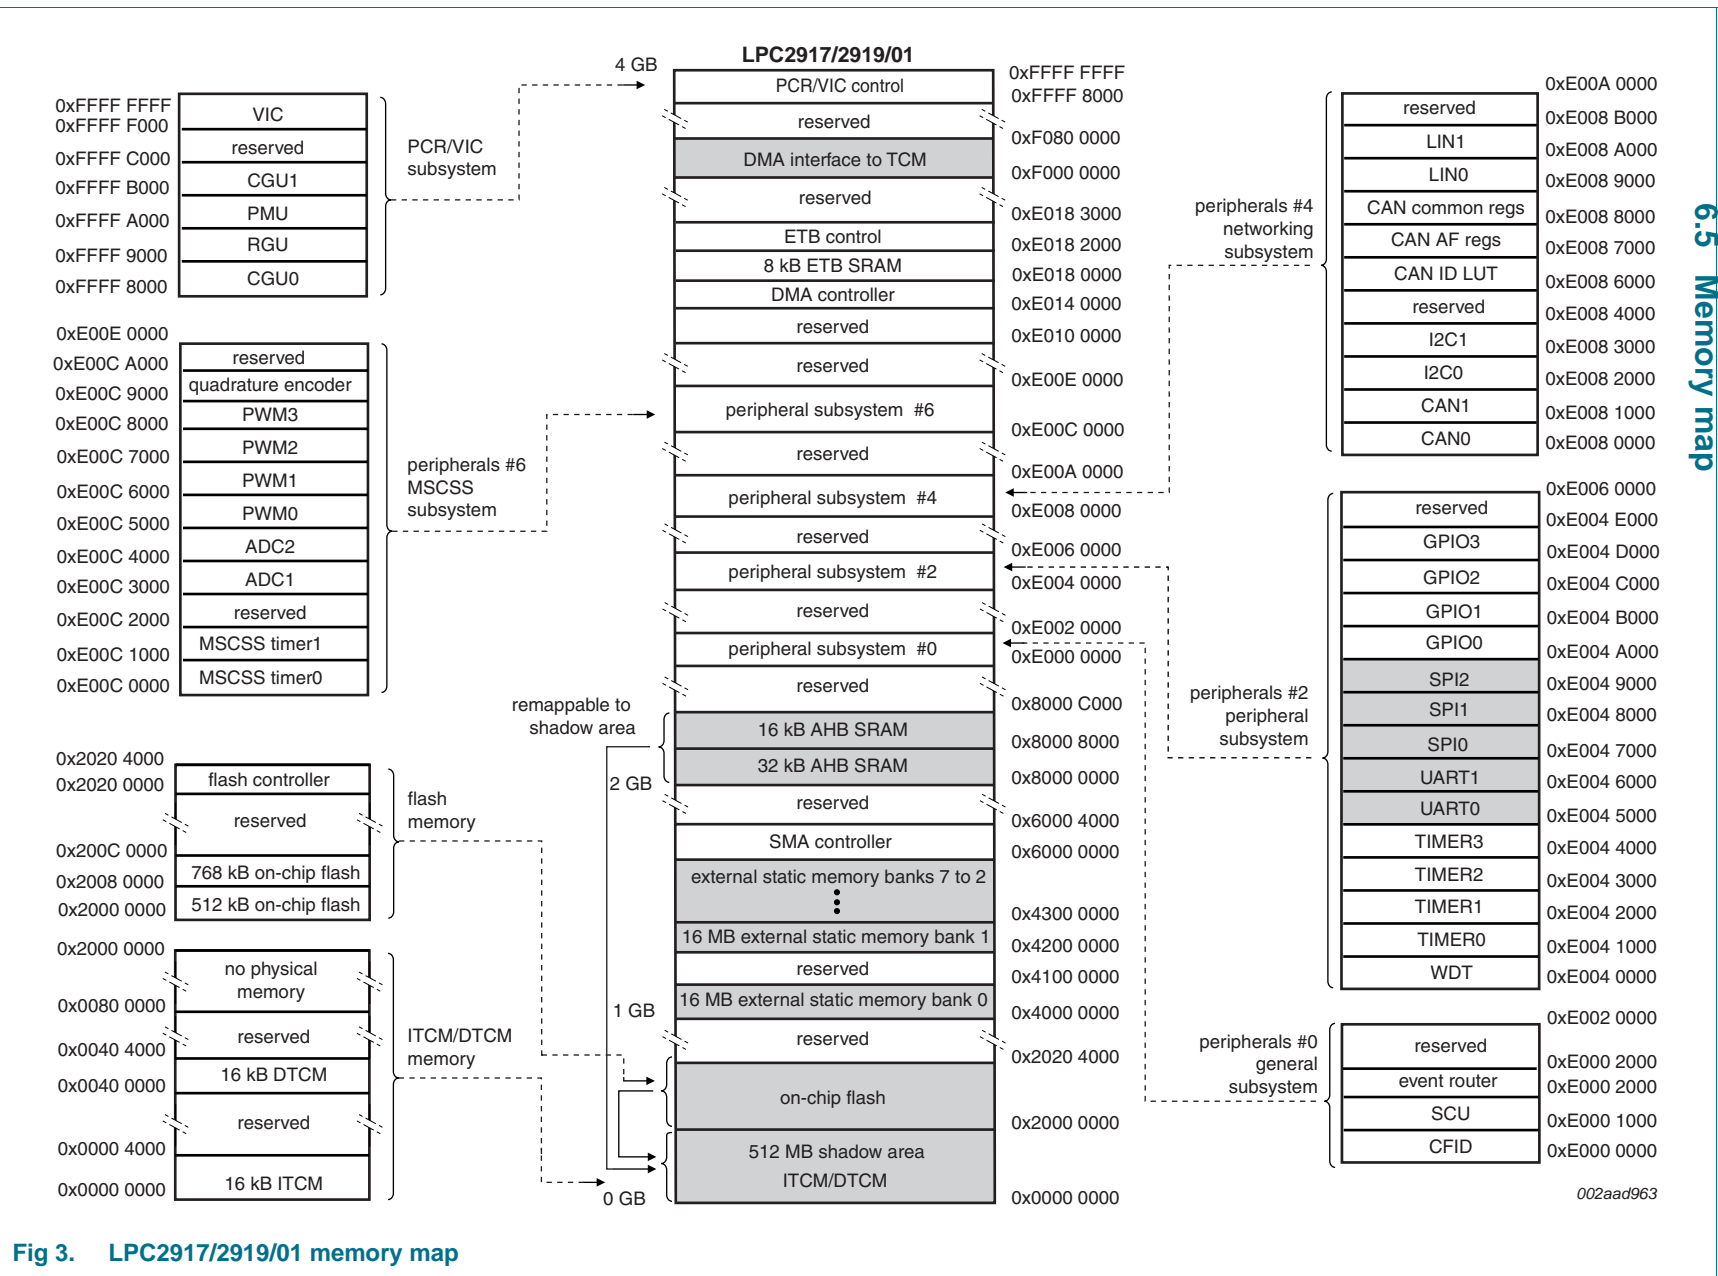 LPC2917/2919/01
4 GB
PCR/VIC control
reserved
DMA interface to TCM
reserved
ETB control
8 kB ETB SRAM
DMA controller
reserved
reserved
peripheral subsystem #6
reserved
peripheral subsystem #4
reserved
peripheral subsystem #2
reserved
peripheral subsystem #0
reserved
16 kB AHB SRAM
32 kB AHB SRAM
reserved
SMA controller
external static memory banks 7 to 2
16 MB external static memory bank 1
reserved
16 MB external static memory bank 0
reserved
on-chip flash
512 MB shadow area
ITCM/DTCM
0xFFFF FFFF
0xFFFF 8000
0xF080 0000
0xF000 0000
0xE018 3000
0xE018 2000
0xE018 0000
0xE014 0000
0xE010 0000
0xE00E 0000
0xE00C 0000
0xE00A 0000
0xE008 0000
0xE006 0000
0xE004 0000
0xE002 0000
0xE000 0000
0x8000 C000
0x8000 8000
0x8000 0000
0x6000 4000
0x6000 0000
0x4300 0000
0x4200 0000
0x4100 0000
0x4000 0000
0x2020 4000
0x2000 0000
0x0000 0000
remappable to
shadow area
2 GB
1 GB
0 GB
0xFFFF FFFF
0xFFFF F000
0xFFFF C000
0xFFFF B000
0xFFFF A000
0xFFFF 9000
0xFFFF 8000
VIC
reserved
CGU1
PMU
RGU
CGU0
PCR/VIC
subsystem
0xE00E 0000
0xE00C A000
0xE00C 9000
0xE00C 8000
0xE00C 7000
0xE00C 6000
0xE00C 5000
0xE00C 4000
0xE00C 3000
0xE00C 2000
0xE00C 1000
0xE00C 0000
reserved
quadrature encoder
PWM3
PWM2
PWM1
PWM0
ADC2
ADC1
reserved
MSCSS timer1
MSCSS timer0
peripherals #6
MSCSS
subsystem
0x2020 4000
0x2020 0000
0x200C 0000
0x2008 0000
0x2000 0000
flash controller
reserved
768 kB on-chip flash
512 kB on-chip flash
flash
memory
0x2000 0000
0x0080 0000
0x0040 4000
0x0040 0000
0x0000 4000
0x0000 0000
no physical
memory
reserved
16 kB DTCM
reserved
16 kB ITCM
ITCM/DTCM
memory
peripherals #4
networking
subsystem
reserved
LIN1
LIN0
CAN common regs
CAN AF regs
CAN ID LUT
reserved
I2C1
I2C0
CAN1
CAN0
0xE00A 0000
0xE008 B000
0xE008 A000
0xE008 9000
0xE008 8000
0xE008 7000
0xE008 6000
0xE008 4000
0xE008 3000
0xE008 2000
0xE008 1000
0xE008 0000
peripherals #2
peripheral
subsystem
reserved
GPIO3
GPIO2
GPIO1
GPIO0
SPI2
SPI1
SPI0
UART1
UART0
TIMER3
TIMER2
TIMER1
TIMER0
WDT
0xE006 0000
0xE004 E000
0xE004 D000
0xE004 C000
0xE004 B000
0xE004 A000
0xE004 9000
0xE004 8000
0xE004 7000
0xE004 6000
0xE004 5000
0xE004 4000
0xE004 3000
0xE004 2000
0xE004 1000
0xE004 0000
peripherals #0
general
subsystem
reserved
event router
SCU
CFID
0xE002 0000
0xE000 2000
0xE000 2000
0xE000 1000
0xE000 0000
002aad963
6.5 Memory map
Fig 3. LPC2917/2919/01 memory map